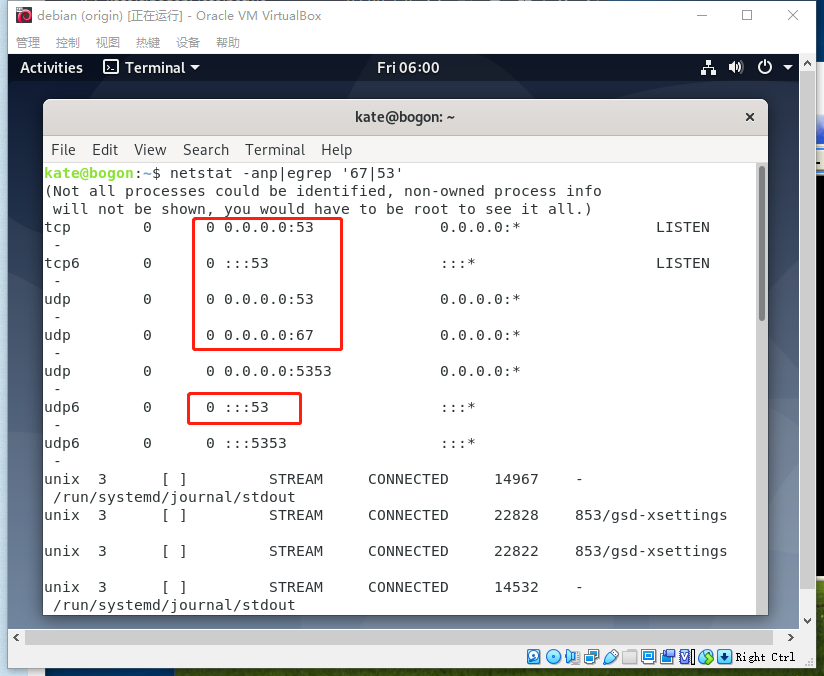 debian (origin) [正在运行] - Oracle VM VirtualBox
管理 控制 视图 热键 设备 帮助
Activities Terminal Fri 06:00
kate@bogon: ~
File Edit View Search Terminal Help
kate@bogon:~$ netstat -anp|egrep '67|53'
(Not all processes could be identified, non-owned process info
will not be shown, you would have to be root to see it all.)
tcp 0 0 0.0.0.0:53 0.0.0.0:* LISTEN
-
tcp6 0 0 :::53 :::* LISTEN
-
udp 0 0 0.0.0.0:53 0.0.0.0:*
-
udp 0 0 0.0.0.0:67 0.0.0.0:*
-
udp 0 0 0.0.0.0:5353 0.0.0.0:*
-
udp6 0 0 :::53 :::*
-
udp6 0 0 :::5353 :::*
-
unix 3 [ ] STREAM CONNECTED 14967 -
/run/systemd/journal/stdout
unix 3 [ ] STREAM CONNECTED 22828 853/gsd-xsettings
unix 3 [ ] STREAM CONNECTED 22822 853/gsd-xsettings
unix 3 [ ] STREAM CONNECTED 14532 -
/run/systemd/journal/stdout
Right Ctrl